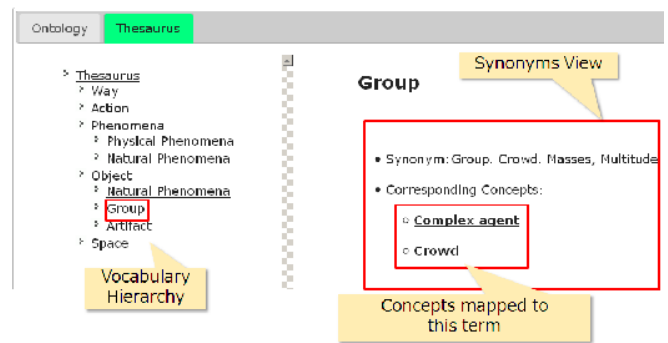 Ontology Thesaurus
Thesaurus
Way
Action
Phenomena
Physical Phenomena
Natural Phenomena
Object
Natural Phenomena
Group
Artifact
Space
Vocabulary
Hierarchy
Synonyms View
Group
• Synonym: Group. Crowd. Masses, Multitude
• Corresponding Concepts:
Complex agent
Crowd
Concepts mapped to
this term